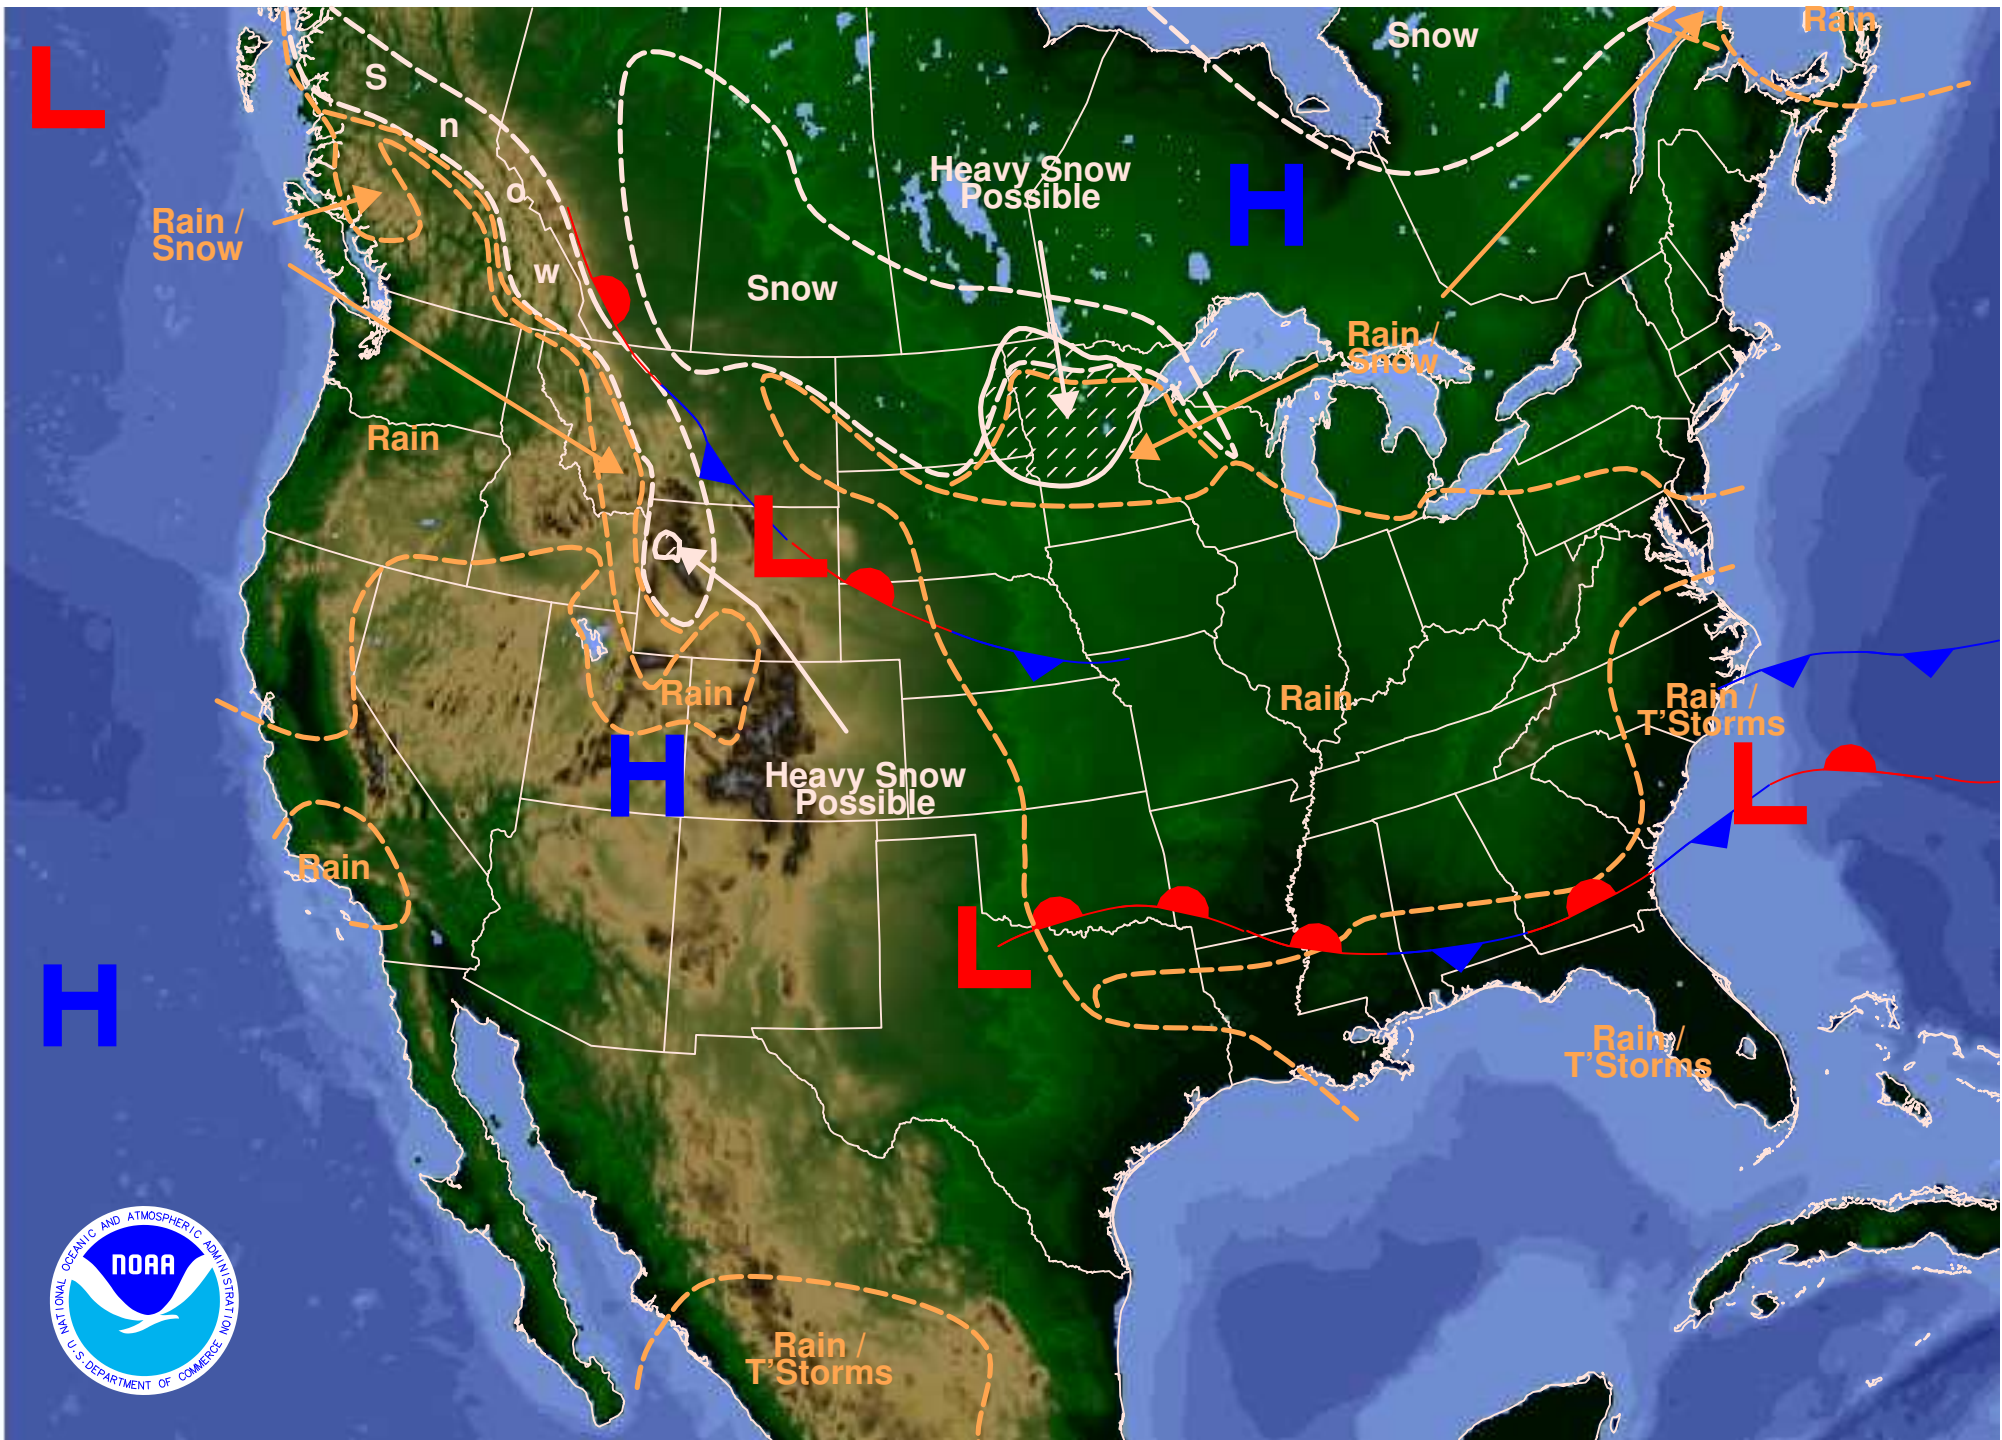 L
Snow
Rain
S
n
o
w
Heavy Snow
Possible
H
Rain /
Snow
Snow
Rain /
Snow
Rain
L
Rain
Rain
Rain /
T'Storms
H
Heavy Snow
Possible
L
Rain
L
H
Rain /
T'Storms
NATIONAL OCEANIC AND ATMOSPHERIC ADMINISTRATION
NOAA
U.S. DEPARTMENT OF COMMERCE
Rain /
T'Storms